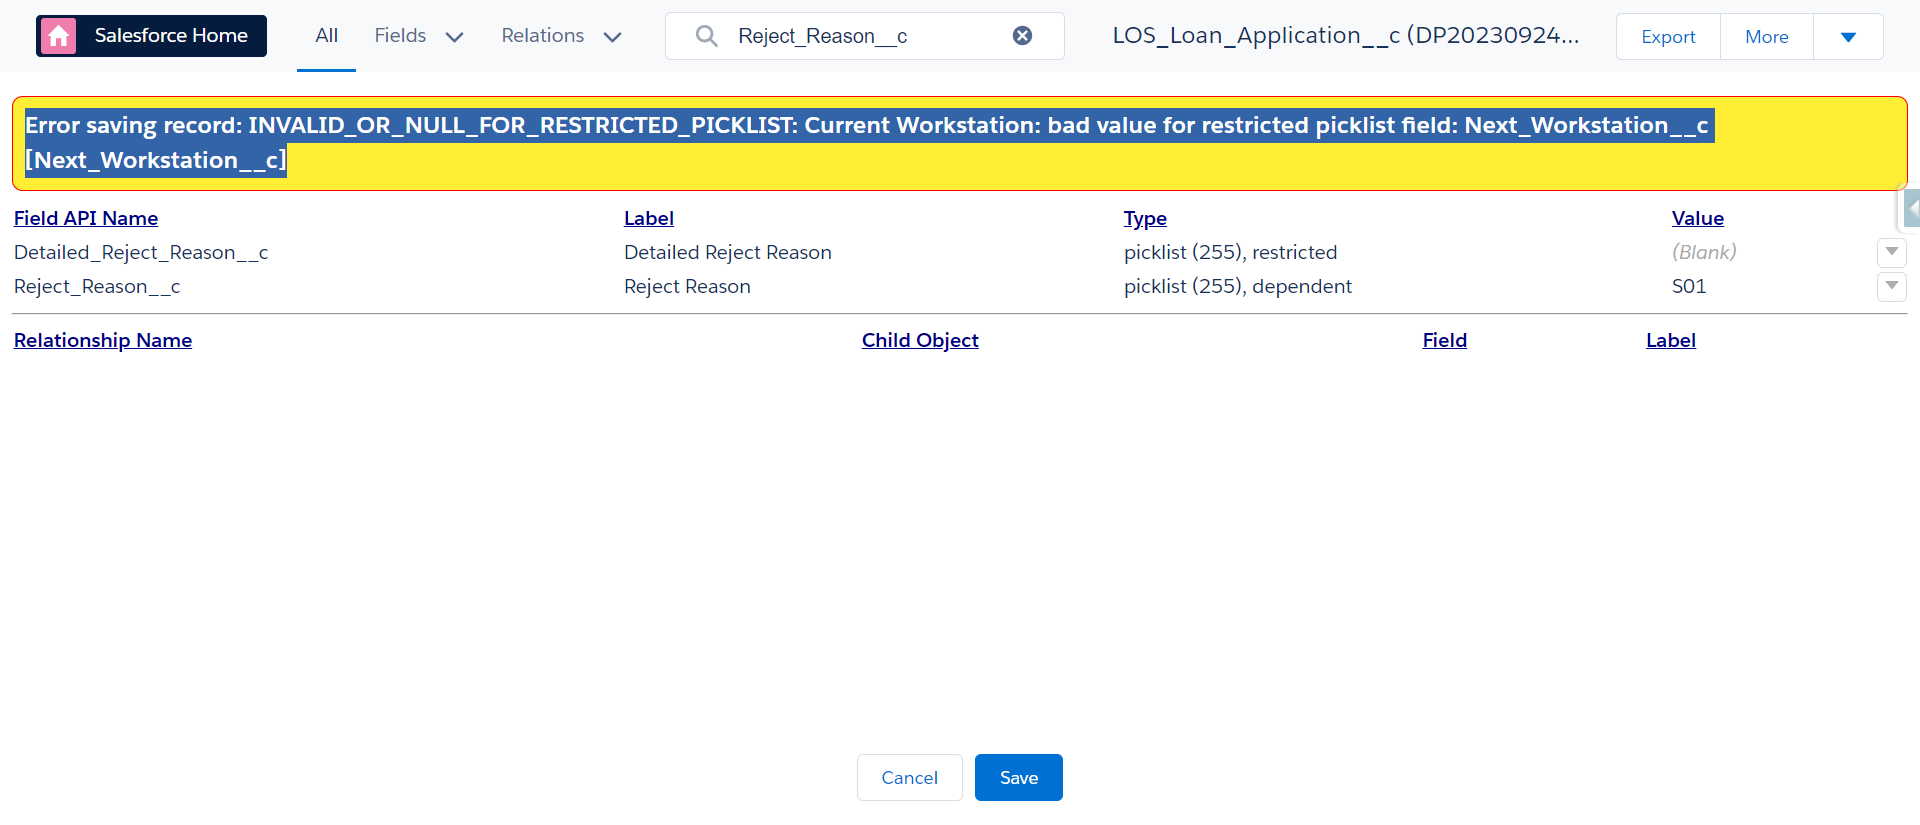 Salesforce Home All Fields Relations Reject_Reason__c LOS_Loan_Application__c (DP20230924... Export More
Error saving record: INVALID_OR_NULL_FOR_RESTRICTED_PICKLIST: Current Workstation: bad value for restricted picklist field: Next_Workstation__c
[Next_Workstation__c]
Field API Name Label Type Value
Detailed_Reject_Reason__c Detailed Reject Reason picklist (255), restricted (Blank)
Reject_Reason__c Reject Reason picklist (255), dependent S01
Relationship Name Child Object Field Label
Cancel Save